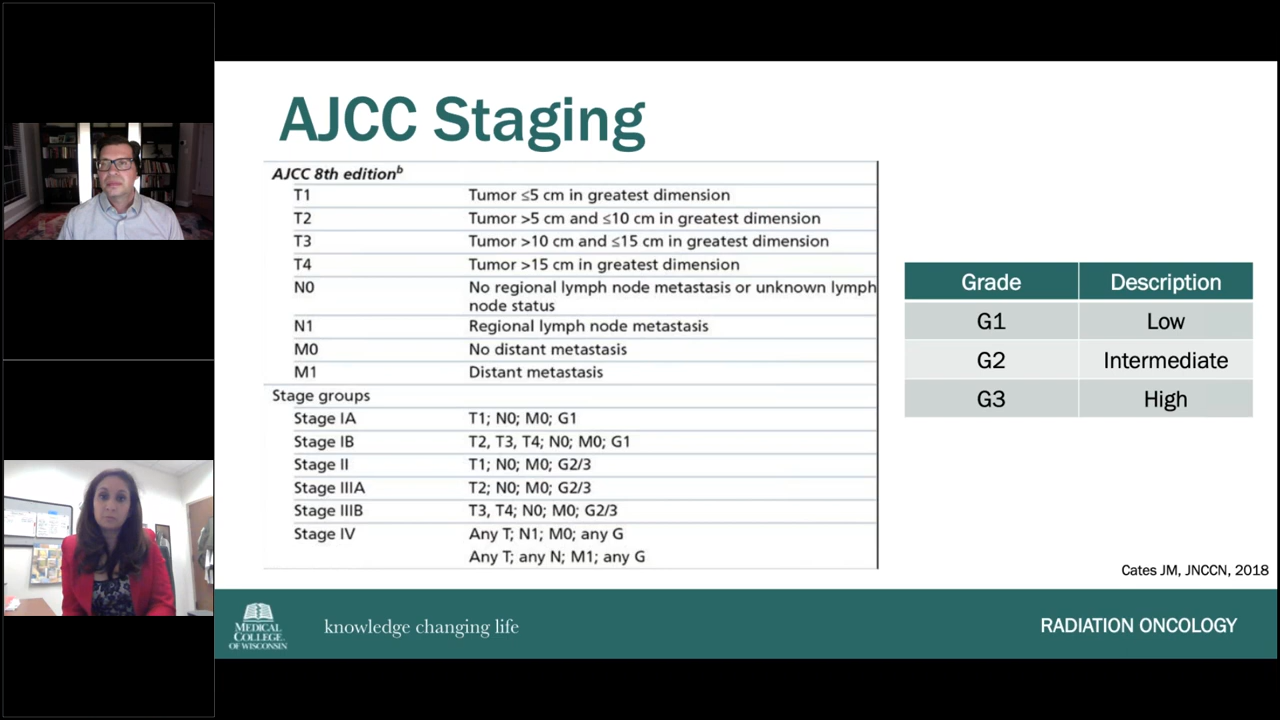 AJCC Staging
AJCC 8th editionb
T1 Tumor ≤5 cm in greatest dimension
T2 Tumor >5 cm and ≤10 cm in greatest dimension
T3 Tumor >10 cm and ≤15 cm in greatest dimension
T4 Tumor >15 cm in greatest dimension
N0 No regional lymph node metastasis or unknown lymph
node status
N1 Regional lymph node metastasis
M0 No distant metastasis
M1 Distant metastasis
Stage groups
Stage IA T1; N0; M0; G1
Stage IB T2, T3, T4; N0; M0; G1
Stage II T1; N0; M0; G2/3
Stage IIIA T2; N0; M0; G2/3
Stage IIIB T3, T4; N0; M0; G2/3
Stage IV Any T; N1; M0; any G
Any T; any N; M1; any G
Grade Description
G1 Low
G2 Intermediate
G3 High
Cates JM, JNCCN, 2018
MEDICAL
COLLEGE
OF WISCONSIN
knowledge changing life
RADIATION ONCOLOGY